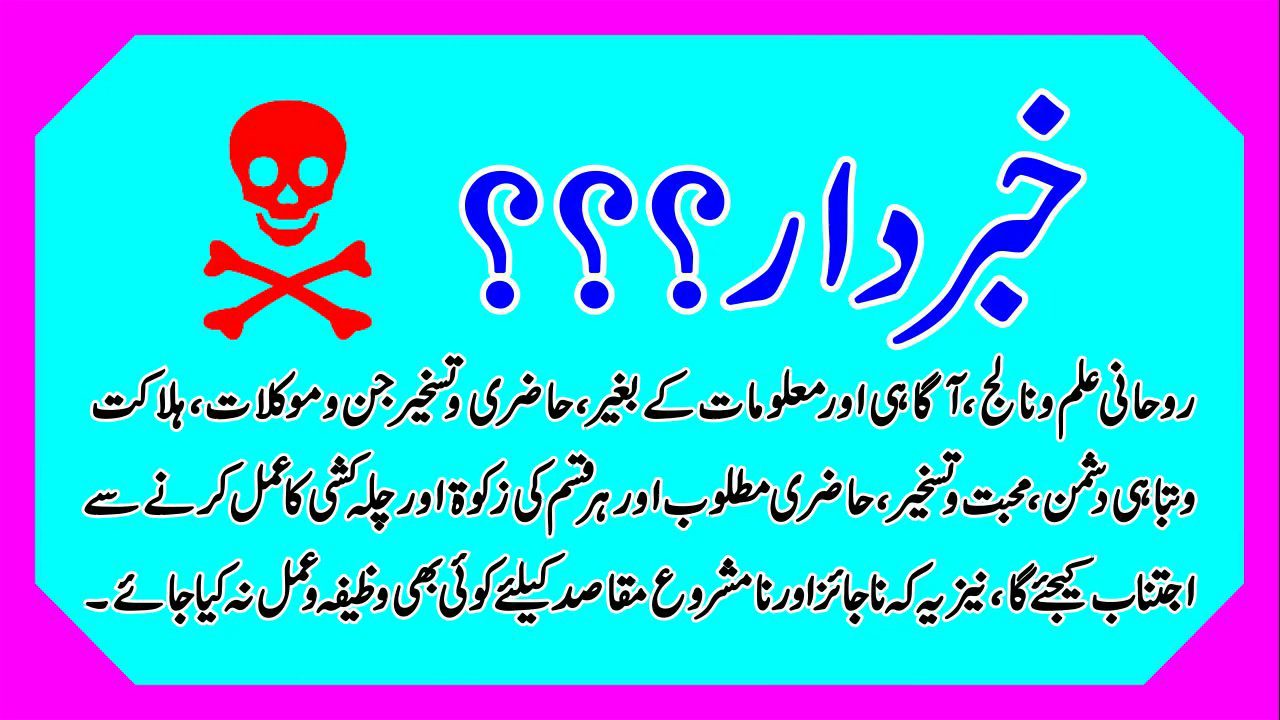 خبردار؟؟؟
روحانی علم و نالج، آگاہی اور معلومات کے بغیر، حاضری و تسخیر جن و موکلات، ہلاکت
و تباہی دشمن، محبت و تسخیر، حاضری مطلوب اور ہر قسم کی زکوۃ اور چلہ کشی کا عمل کرنے سے
اجتناب کیجئے گا، نیز یہ کہ ناجائز اور نا مشروع مقاصد کیلئے کوئی بھی وظیفہ و عمل نہ کیا جائے۔